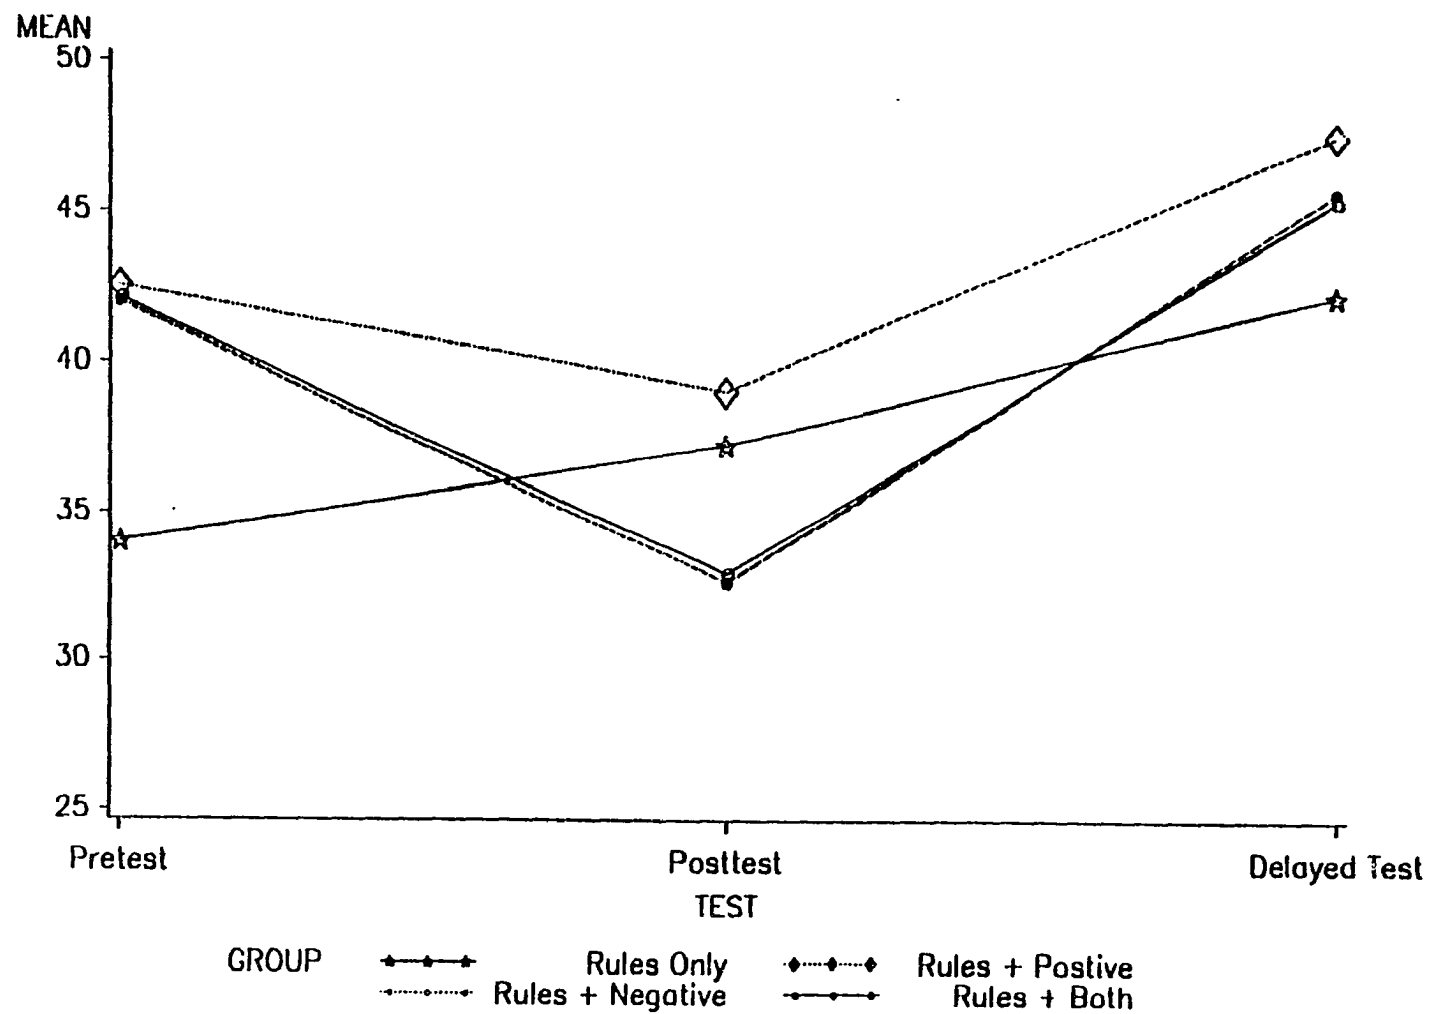 MEAN
50
45
40
35
30
25
Pretest Posttest Delayed Test
TEST
GROUP Rules Only Rules + Postive
Rules + Negative Rules + Both